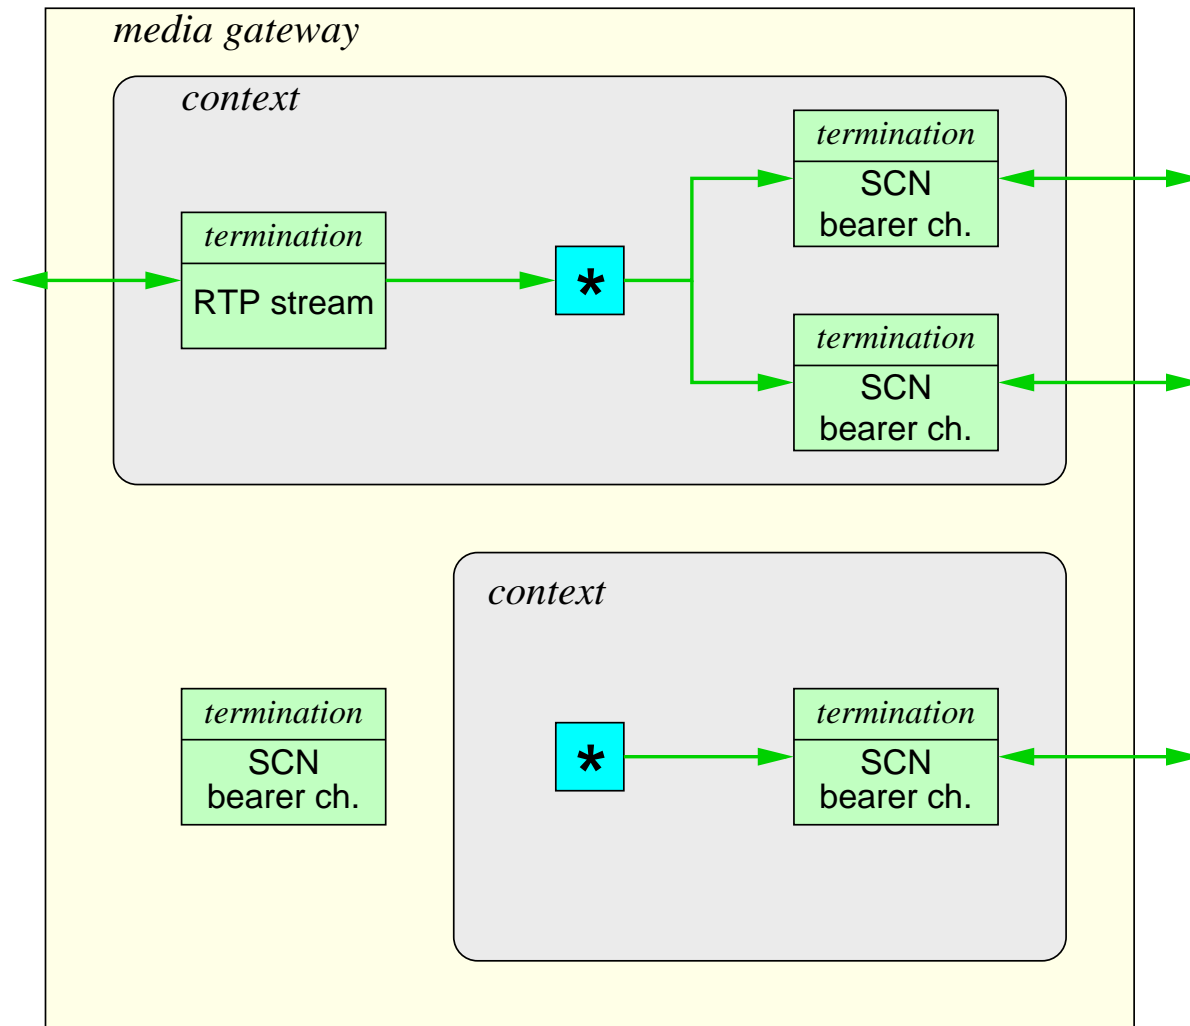 media gateway
context
termination
SCN
bearer ch.
termination
RTP stream
*
termination
SCN
bearer ch.
context
termination
SCN
bearer ch.
*
termination
SCN
bearer ch.